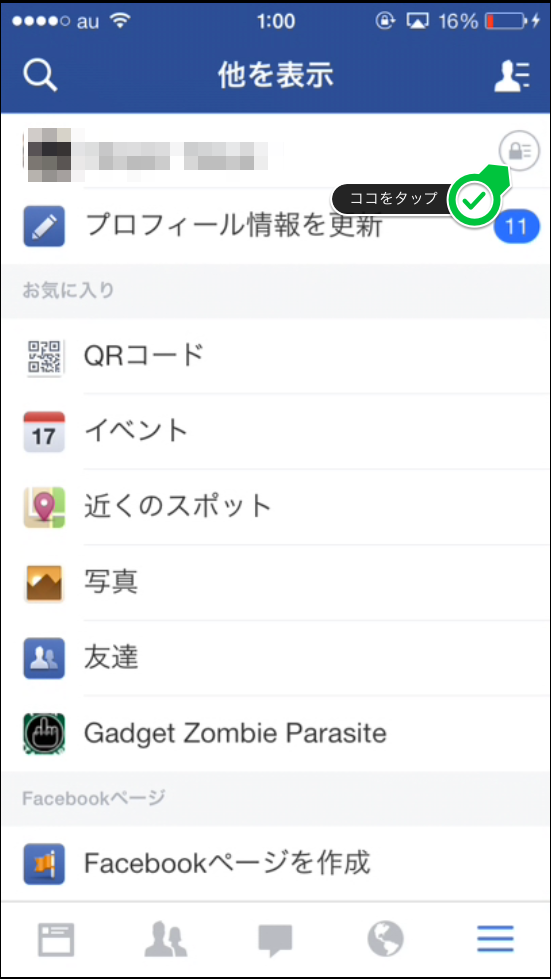 au 1:00 16%
他を表示
ココをタップ
プロフィール情報を更新 11
お気に入り
QRコード
17 イベント
近くのスポット
写真
友達
Gadget Zombie Parasite
Facebookページ
Facebookページを作成